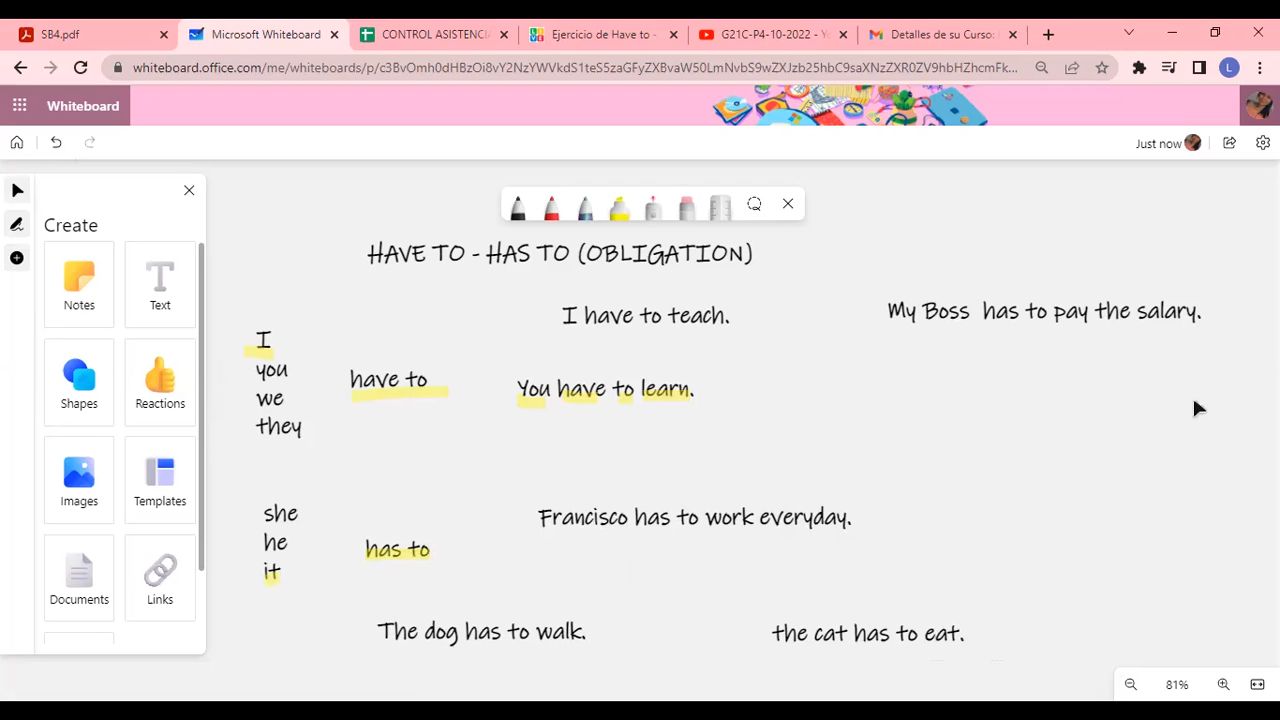 SB4.pdf
Microsoft Whiteboard
CONTROL ASISTENCI
Ejercicio de Have to -
G21C-P4-10-2022 - Yo
Detalles de su Curso:
whiteboard.office.com/me/whiteboards/p/c3BvOmh0dHBzOi8vY2NzYWVkdS1teS5zaGFyZXBvaW50LmNvbS9wZXJzb25hbC9saXNzZXR0ZV9hbHZhcmFk...
L
Whiteboard
Just now
Create
Notes
Text
Shapes
Reactions
Images
Templates
Documents
Links
HAVE TO - HAS TO (OBLIGATION)
I have to teach.
My Boss has to pay the salary.
I
you
we
they
have to
You have to learn.
she
he
it
has to
Francisco has to work everyday.
The dog has to walk.
the cat has to eat.
81%